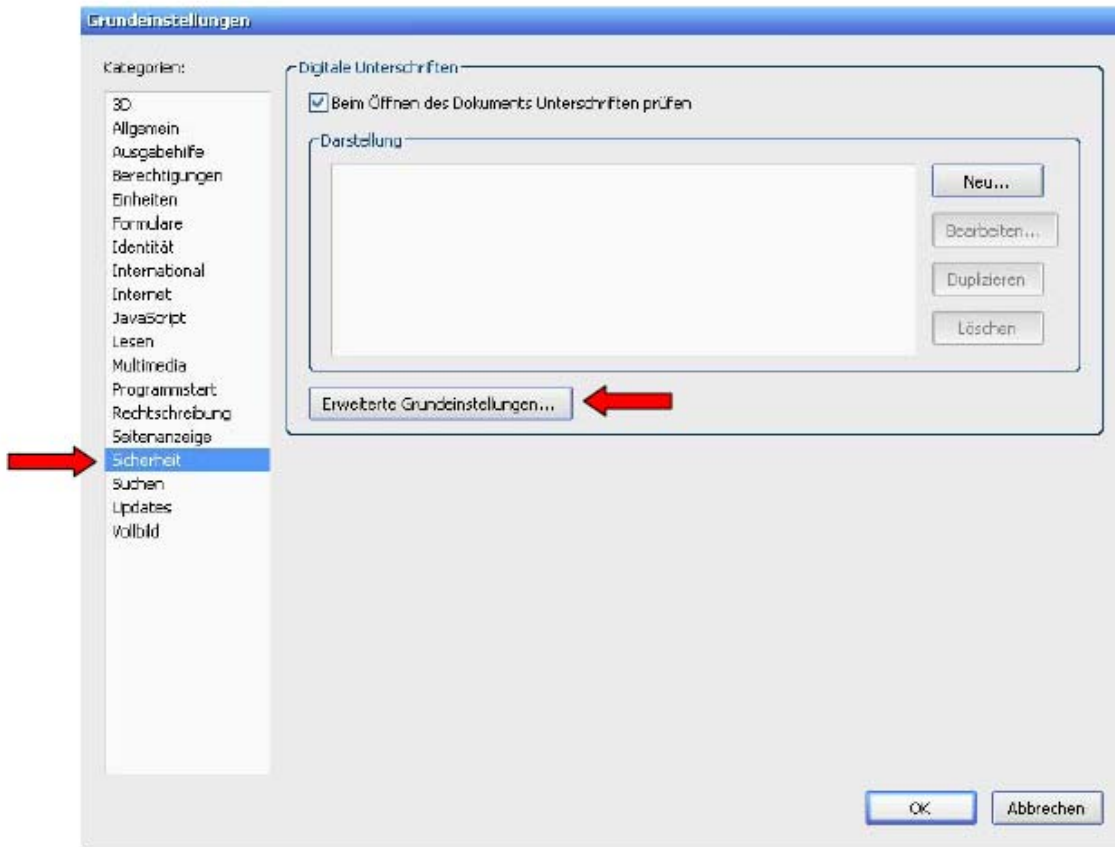 Grundeinstellungen
Kategorien:
3D
Allgemein
Ausgabehilfe
Berechtigungen
Einheiten
Formulare
Identität
International
Internet
JavaScript
Lesen
Multimedia
Programmstart
Rechtschreibung
Seitenanzeige
Sicherheit
Suchen
Updates
Vollbild
Digitale Unterschriften
Beim Öffnen des Dokuments Unterschriften prüfen
Darstellung
Neu...
Bearbeiten...
Duplizieren
Löschen
Erweiterte Grundeinstellungen...
OK
Abbrechen